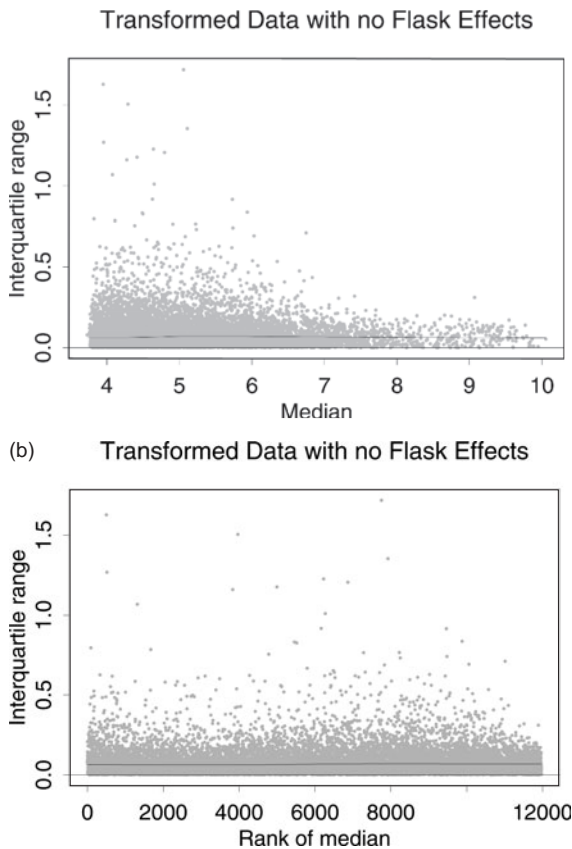 Transformed Data with no Flask Effects
Interquartile range
1.5
1.0
0.5
0.0
4 5 6 7 8 9 10
Median
(b)
Transformed Data with no Flask Effects
Interquartile range
1.5
1.0
0.5
0.0
0 2000 4000 6000 8000 12000
Rank of median